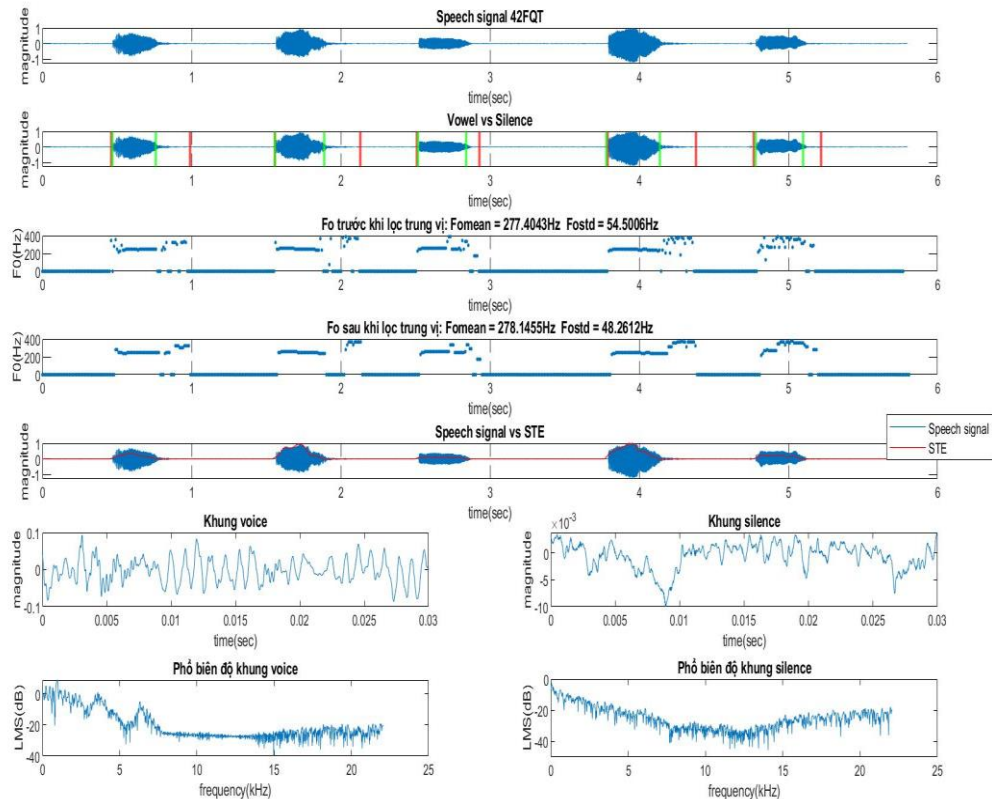 Speech signal 42FQT
magnitude
1
0
-1
0 1 2 3 4 5 6
time(sec)
Vowel vs Silence
magnitude
1
0
-1
0 1 2 3 4 5 6
time(sec)
Fo trước khi lọc trung vị: Fomean = 277.4043Hz Fostd = 54.5006Hz
F0(Hz)
400
200
0
0 1 2 3 4 5 6
time(sec)
Fo sau khi lọc trung vị: Fomean = 278.1455Hz Fostd = 48.2612Hz
F0(Hz)
400
200
0
0 1 2 3 4 5 6
time(sec)
Speech signal vs STE
magnitude
1
0
-1
0 1 2 3 4 5 6
time(sec)
Speech signal
STE
Khung voice
magnitude
0.1
0
-0.1
0 0.005 0.01 0.015 0.02 0.025 0.03
time(sec)
Khung silence
×10-3
magnitude
0
-5
-10
0 0.005 0.01 0.015 0.02 0.025 0.03
time(sec)
Phổ biên độ khung voice
LMS(dB)
0
-20
-40
0 5 10 15 20 25
frequency(kHz)
Phổ biên độ khung silence
LMS(dB)
0
-20
-40
0 5 10 15 20 25
frequency(kHz)